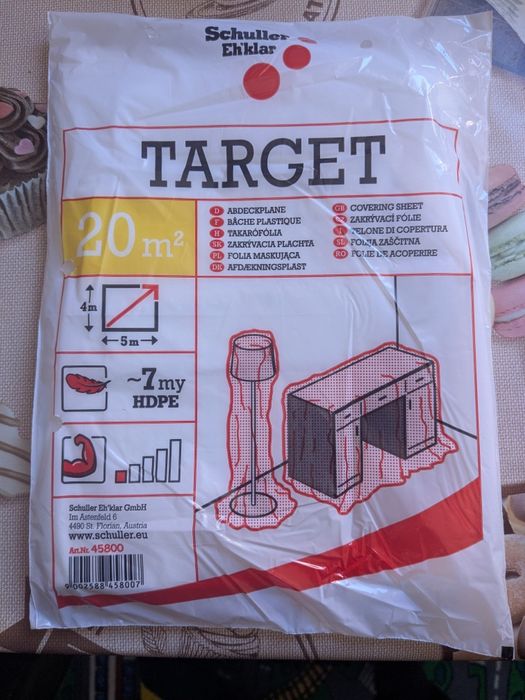 Schuller
Eh'klar
TARGET
20 m²
D ABDECKPLANE
F BÂCHE PLASTIQUE
H TAKARÓFÓLIA
SK ZAKRÝVACIA PLACHTA
PL FOLIA MASKUJĄCA
DK AFDÆKNINGSPLAST
GB COVERING SHEET
CZ ZAKRÝVACÍ FÓLIE
I TELONE DI COPERTURA
SL FOLIJA ZAŠČITNA
RO FOLIE DE ACOPERIRE
4m
5m
~7my
HDPE
Schuller Eh'klar GmbH
Im Astenfeld 6
4490 St. Florian, Austria
www.schuller.eu
Art.Nr. 45800
9 002588 458007